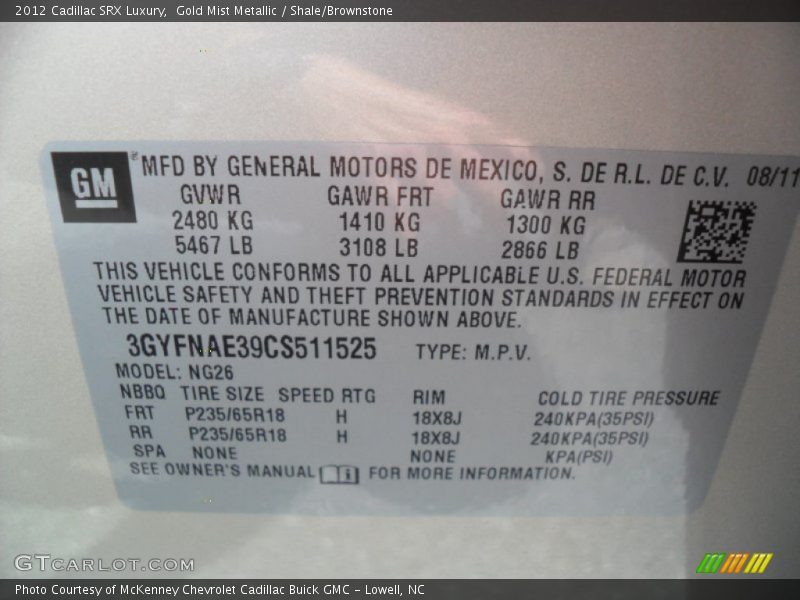 2012 Cadillac SRX Luxury,  Gold Mist Metallic / Shale/Brownstone
GM ® MFD BY GENERAL MOTORS DE MEXICO, S. DE R.L. DE C.V. 08/11
GVWR GAWR FRT GAWR RR
2480 KG 1410 KG 1300 KG
5467 LB 3108 LB 2866 LB
THIS VEHICLE CONFORMS TO ALL APPLICABLE U.S. FEDERAL MOTOR
VEHICLE SAFETY AND THEFT PREVENTION STANDARDS IN EFFECT ON
THE DATE OF MANUFACTURE SHOWN ABOVE.
3GYFNAE39CS511525 TYPE: M.P.V.
MODEL: NG26
NBBQ TIRE SIZE SPEED RTG RIM COLD TIRE PRESSURE
FRT P235/65R18 H 18X8J 240KPA(35PSI)
RR P235/65R18 H 18X8J 240KPA(35PSI)
SPA NONE NONE KPA(PSI)
SEE OWNER'S MANUAL i FOR MORE INFORMATION.
GTCARLOT.COM
Photo Courtesy of McKenney Chevrolet Cadillac Buick GMC – Lowell, NC